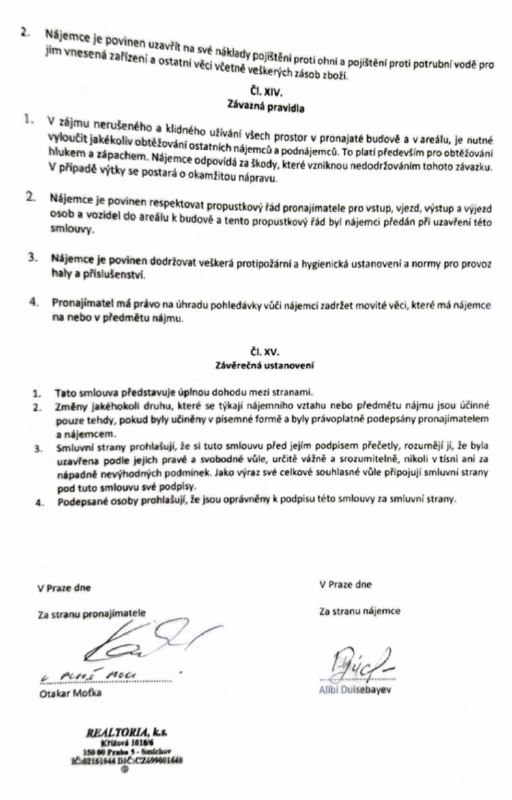 2. Nájemce je povinen uzavřít na své náklady pojištění proti ohni a pojištění proti potrubní vodě pro
jím vnesená zařízení a ostatní věci včetně veškerých zásob zboží.
Čl. XIV.
Závazná pravidla
1. V zájmu nerušeného a klidného užívání všech prostor v pronajaté budově a v areálu, je nutné
vyloučit jakékoliv obtěžování ostatních nájemců a podnájemců. To platí především pro obtěžování
hlukem a zápachem. Nájemce odpovídá za škody, které vzniknou nedodržováním tohoto závazku.
V případě výtky se postará o okamžitou nápravu.
2. Nájemce je povinen respektovat propustkový řád pronajímatele pro vstup, vjezd, výstup a výjezd
osob a vozidel do areálu k budově a tento propustkový řád byl nájemci předán při uzavření této
smlouvy.
3. Nájemce je povinen dodržovat veškerá protipožární a hygienická ustanovení a normy pro provoz
haly a příslušenství.
4. Pronajímatel má právo na úhradu pohledávky vůči nájemci zadržet movité věci, které má nájemce
na nebo v předmětu nájmu.
Čl. XV.
Závěrečná ustanovení
1. Tato smlouva představuje úplnou dohodu mezi stranami.
2. Změny jakéhokoli druhu, které se týkají nájemního vztahu nebo předmětu nájmu jsou účinné
pouze tehdy, pokud byly učiněny v písemné formě a byly právoplatně podepsány pronajímatelem
a nájemcem.
3. Smluvní strany prohlašují, že si tuto smlouvu před jejím podpisem přečetly, rozumějí jí, že byla
uzavřena podle jejich pravé a svobodné vůle, určitě vážně a srozumitelně, nikoli v tísni ani za
nápadně nevýhodných podmínek. Jako výraz své celkové souhlasné vůle připojují smluvní strany
pod tuto smlouvu své podpisy.
4. Podepsané osoby prohlašují, že jsou oprávněny k podpisu této smlouvy za smluvní strany.
V Praze dne
Za stranu pronajímatele
v plné moci
Otakar Moťka
V Praze dne
Za stranu nájemce
Alibi Duisebayev
REALTORIA, k.s.
Křížová 1018/6
150 00 Praha 5 - Smíchov
IČ:02151944 DIČ:CZ699001648